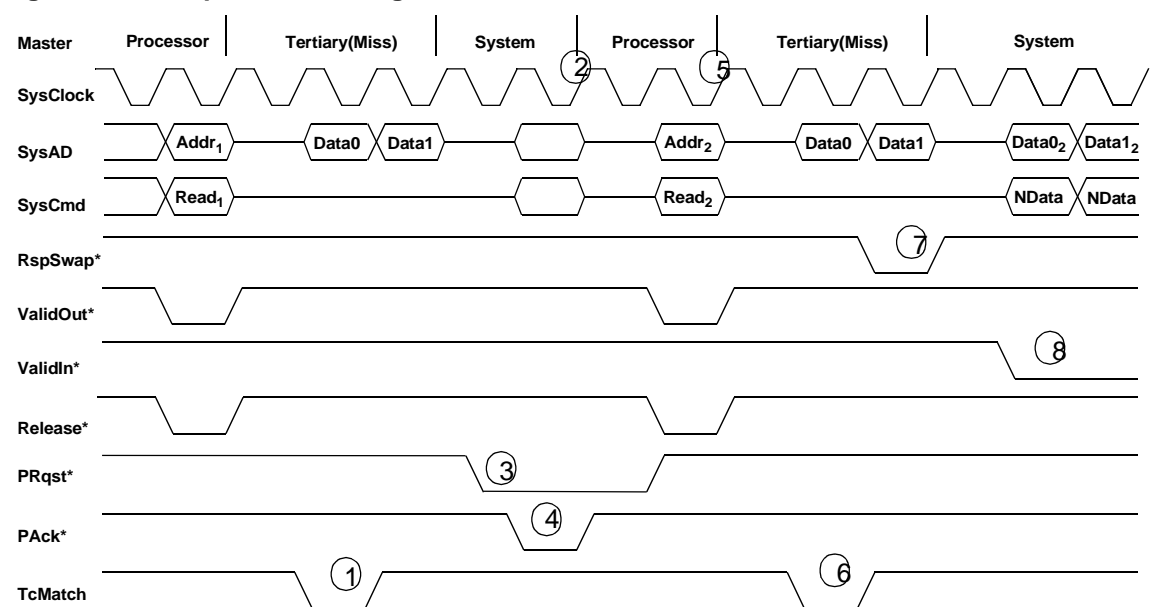 Master Processor Tertiary(Miss) System Processor Tertiary(Miss) System
2 5
SysClock
SysAD Addr1 Data0 Data1 Addr2 Data0 Data1 Data02 Data12
SysCmd Read1 Read2 NData NData
RspSwap* 7
ValidOut*
ValidIn* 8
Release*
PRqst* 3
PAck* 4
TcMatch 1 6